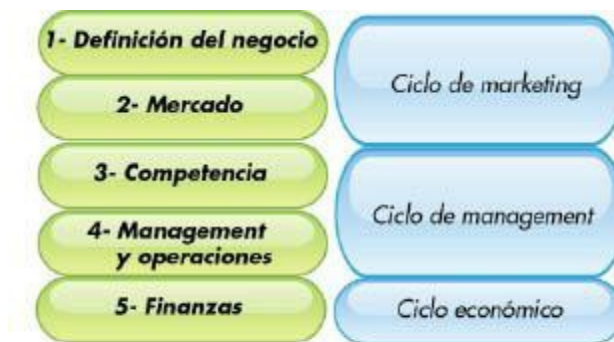 1- Definición del negocio
2- Mercado
3- Competencia
4- Management
y operaciones
5- Finanzas
Ciclo de marketing
Ciclo de management
Ciclo económico